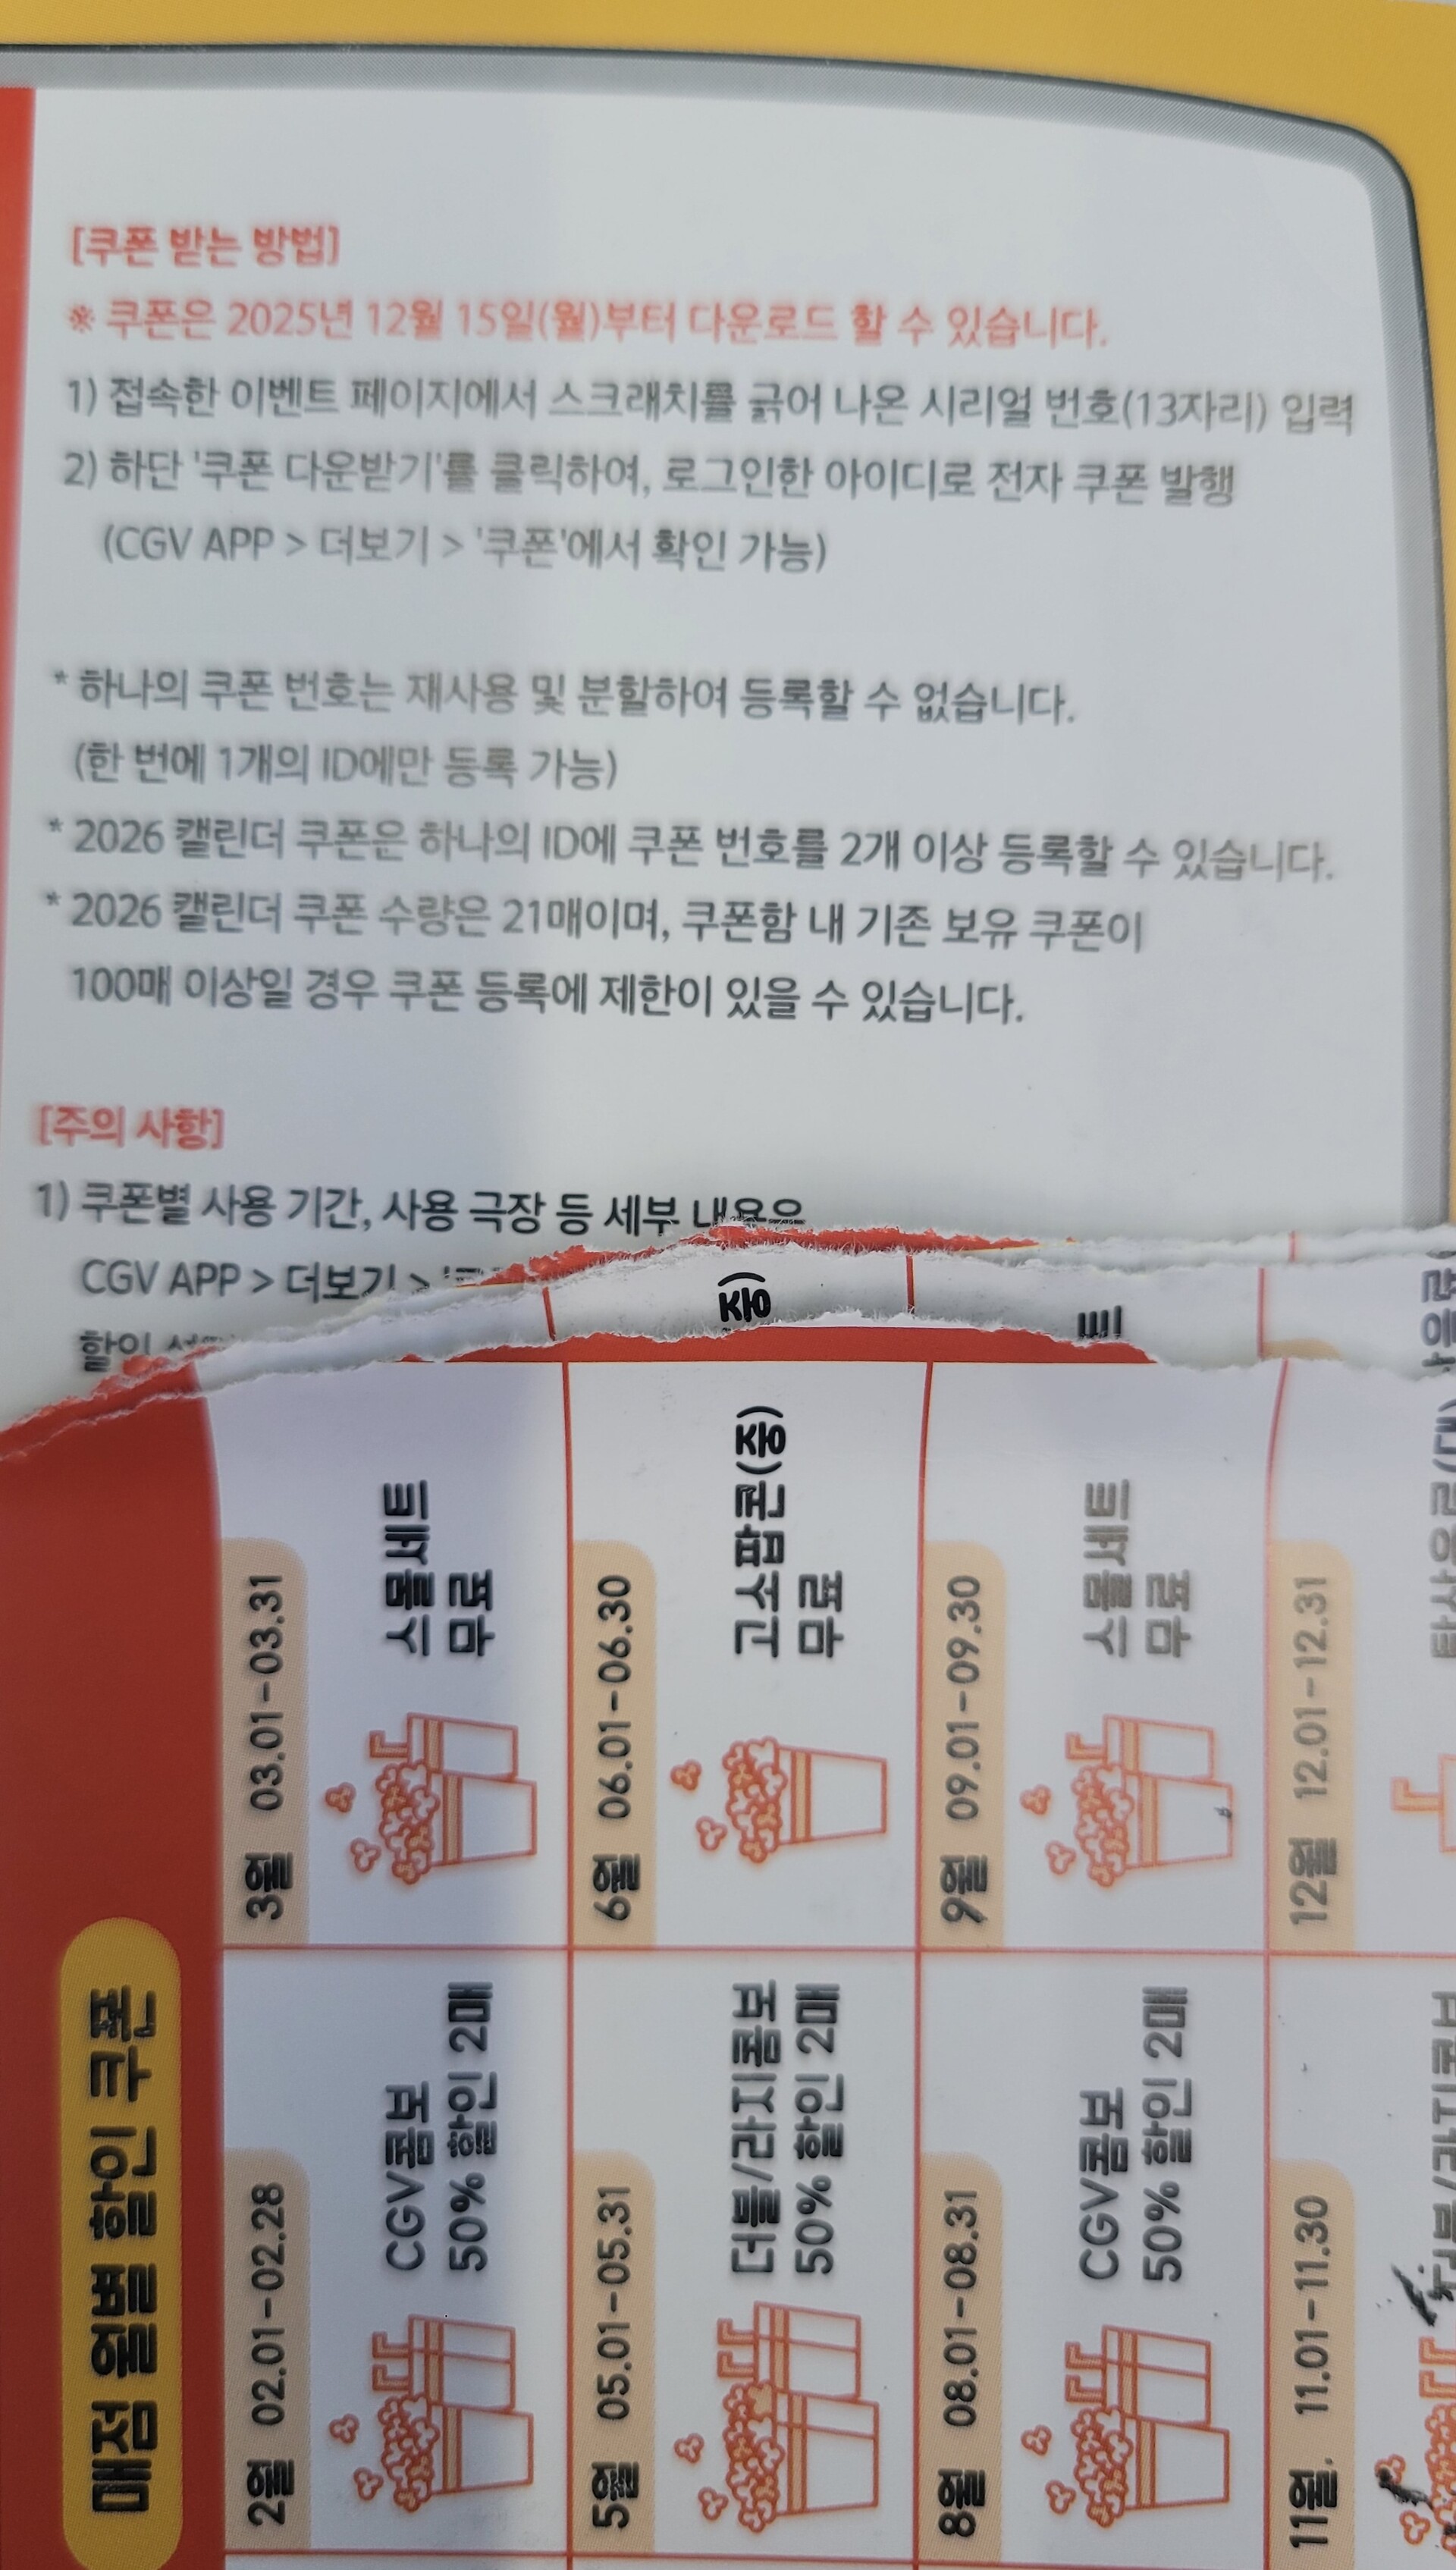 [쿠폰 받는 방법]
※ 쿠폰은 2025년 12월 15일(월)부터 다운로드 할 수 있습니다.
1) 접속한 이벤트 페이지에서 스크래치를 긁어 나온 시리얼 번호(13자리) 입력
2) 하단 '쿠폰 다운받기'를 클릭하여, 로그인한 아이디로 전자 쿠폰 발행
(CGV APP > 더보기 > '쿠폰'에서 확인 가능)
* 하나의 쿠폰 번호는 재사용 및 분할하여 등록할 수 없습니다.
(한 번에 1개의 ID에만 등록 가능)
* 2026 캘린더 쿠폰은 하나의 ID에 쿠폰 번호를 2개 이상 등록할 수 있습니다.
* 2026 캘린더 쿠폰 수량은 21매이며, 쿠폰함 내 기존 보유 쿠폰이
100매 이상일 경우 쿠폰 등록에 제한이 있을 수 있습니다.
[주의 사항]
1) 쿠폰별 사용 기간, 사용 극장 등 세부 내용은
CGV APP > 더보기 >
할인
중)
트
매점 월별 할인 쿠폰
2월 02.01-02.28
CGV콤보
50% 할인 2매
3월 03.01-03.31
스몰세트
무료
5월 05.01-05.31
더블/라지콤보
50% 할인 2매
6월 06.01-06.30
고소팝콘(중)
무료
8월 08.01-08.31
CGV콤보
50% 할인 2매
9월 09.01-09.30
스몰세트
무료
11월. 11.01-11.30
12월 12.01-12.31